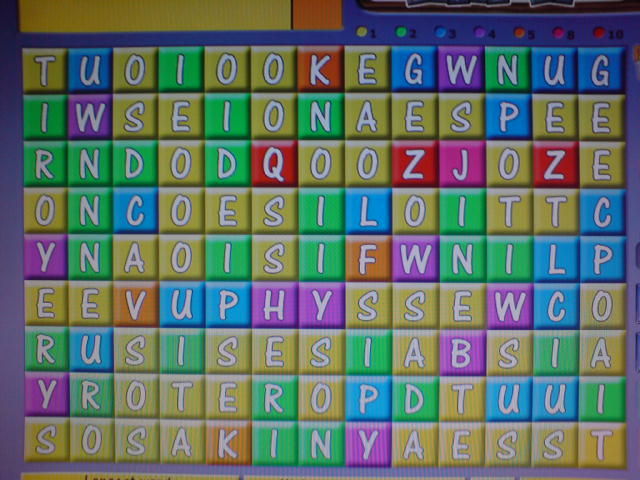 1 2 3 4 5 8 10
T U O I O O K E G W N U G
I W S E I O N A E S P E E
R N D O D Q O O Z J O Z E
O N C O E S I L O I T T C
Y N A O I S I F W N I L P
E E V U P H Y S S E W C O
R U S I S E S I A B S I A
Y R O T E R O P D T U U I
S O S A K I N Y A E S S T